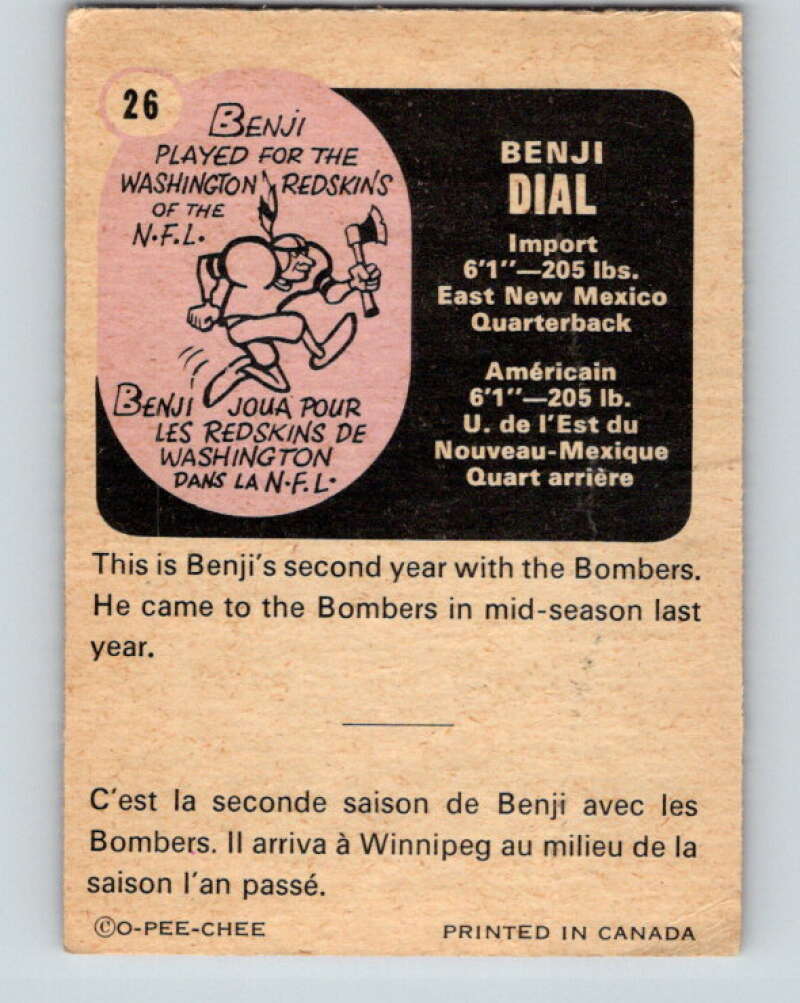 26
BENJI
PLAYED FOR THE
WASHINGTON REDSKINS
OF THE
N.F.L.
BENJI JOUA POUR
LES REDSKINS DE
WASHINGTON
DANS LA N.F.L.
BENJI
DIAL
Import
6'1''—205 lbs.
East New Mexico
Quarterback
Américain
6'1''—205 lb.
U. de l'Est du
Nouveau-Mexique
Quart arrière
This is Benji's second year with the Bombers.
He came to the Bombers in mid-season last
year.
C'est la seconde saison de Benji avec les
Bombers. Il arriva à Winnipeg au milieu de la
saison l'an passé.
©O-PEE-CHEE PRINTED IN CANADA